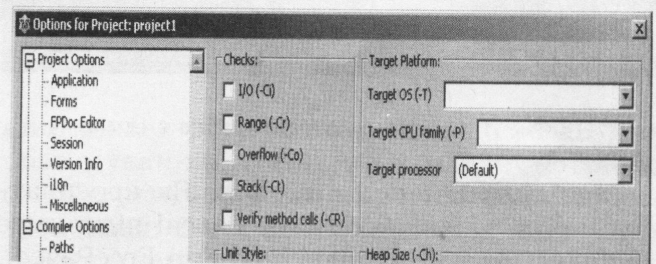 Options for Project: project1
X
Project Options
Application
Forms
FPDoc Editor
Session
Version Info
i18n
Miscellaneous
Compiler Options
Paths
Checks:
I/O (-Ci)
Range (-Cr)
Overflow (-Co)
Stack (-Ct)
Verify method calls (-CR)
Unit Style:
Target Platform:
Target OS (-T)
Target CPU family (-P)
Target processor (Default)
Heap Size (-Ch):